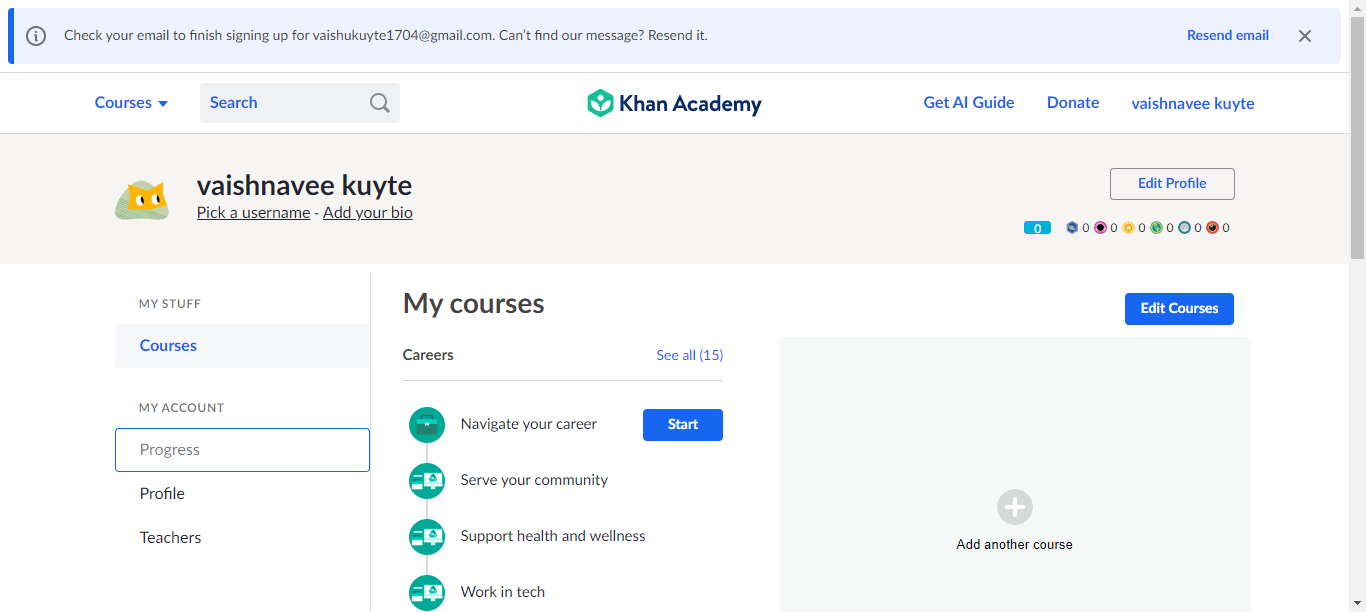 Check your email to finish signing up for vaishukuyte1704@gmail.com. Can't find our message? Resend it.
Resend email
Courses
Search
Khan Academy
Get AI Guide
Donate
vaishnavee kuyte
vaishnavee kuyte
Pick a username - Add your bio
Edit Profile
0 0 0 0 0 0 0
MY STUFF
Courses
MY ACCOUNT
Progress
Profile
Teachers
My courses
Edit Courses
Careers
See all (15)
Navigate your career
Start
Serve your community
Support health and wellness
Work in tech
Add another course